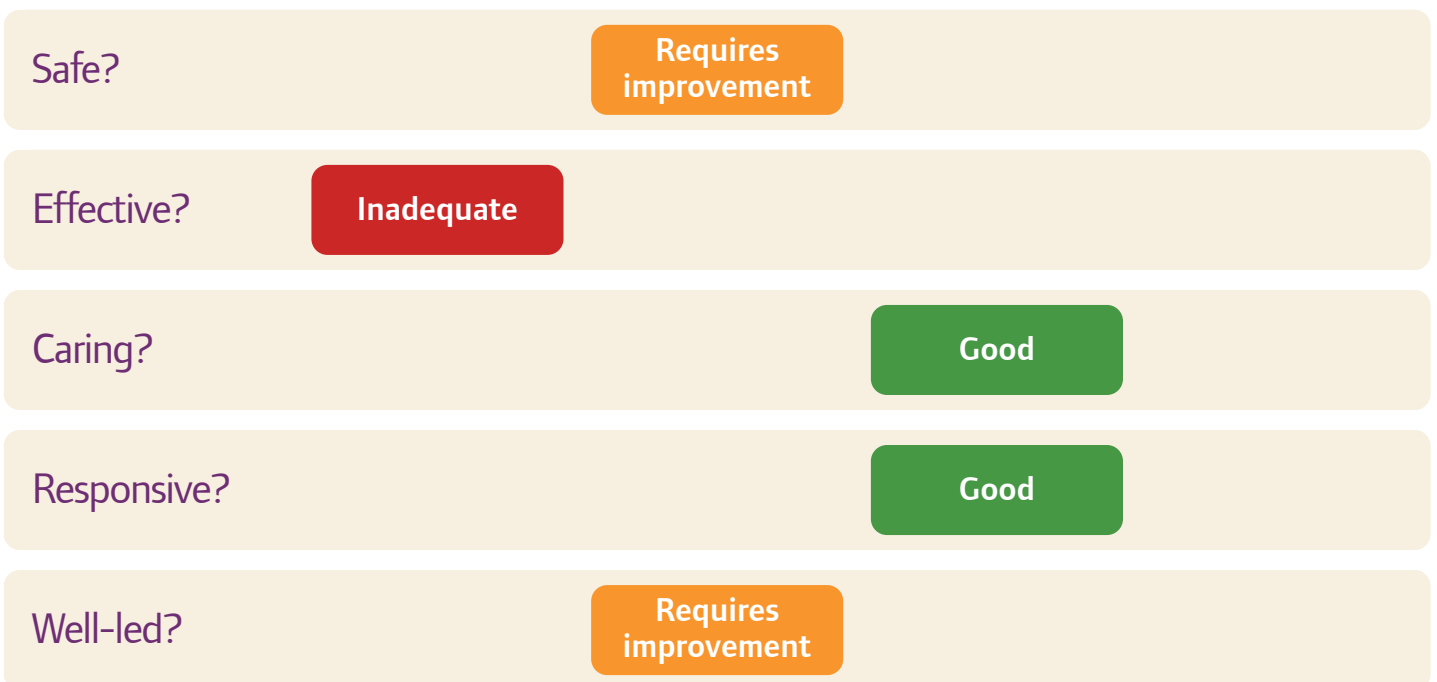 Safe?
Requires
improvement
Effective?
Inadequate
Caring?
Good
Responsive?
Good
Well-led?
Requires
improvement